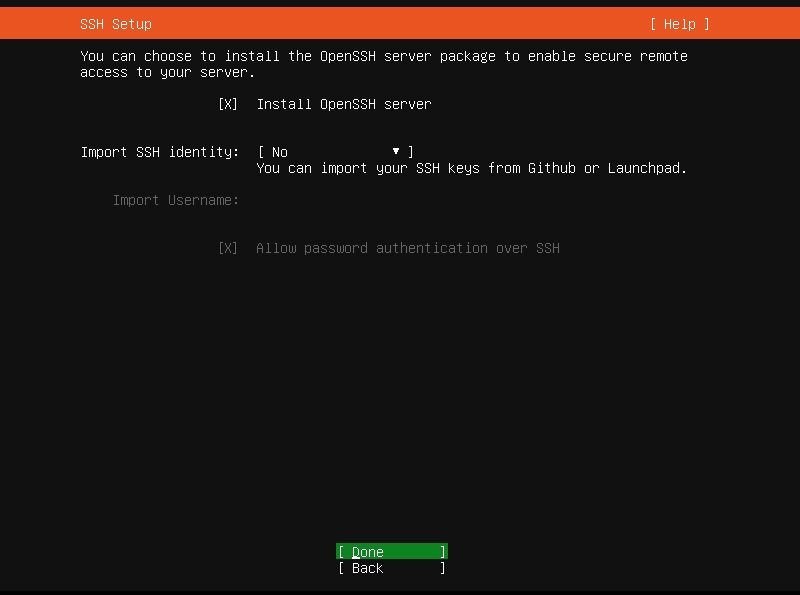 SSH Setup [ Help ]
You can choose to install the OpenSSH server package to enable secure remote
access to your server.
[X] Install OpenSSH server
Import SSH identity: [ No ▾ ]
You can import your SSH keys from Github or Launchpad.
Import Username:
[X] Allow password authentication over SSH
[ Done ]
[ Back ]